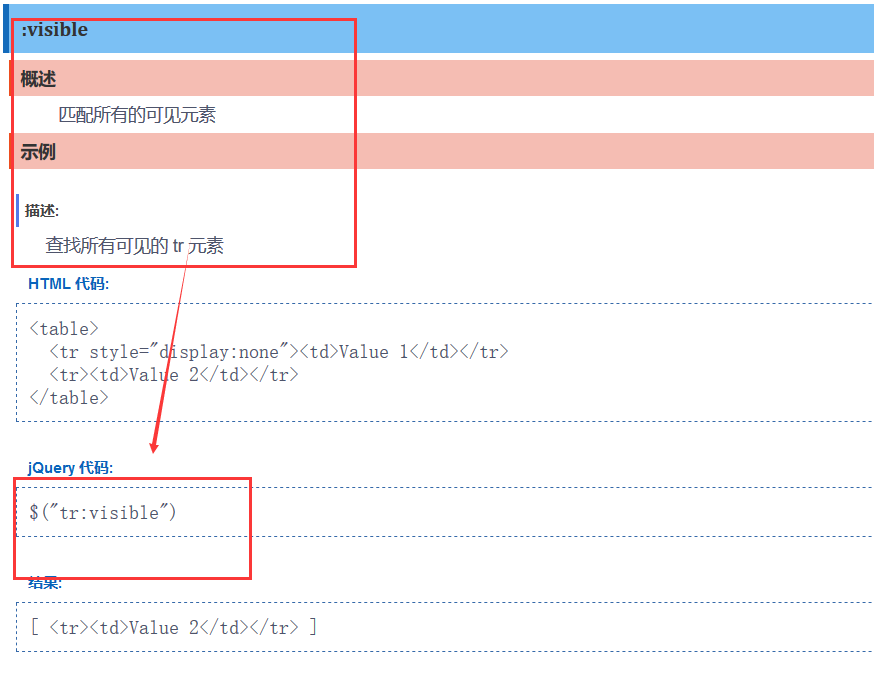 :visible
概述
匹配所有的可见元素
示例
描述:
查找所有可见的 tr 元素
HTML 代码:
<table>
  <tr style="display:none"><td>Value 1</td></tr>
  <tr><td>Value 2</td></tr>
</table>
jQuery 代码:
$("tr:visible")
结果:
[ <tr><td>Value 2</td></tr> ]